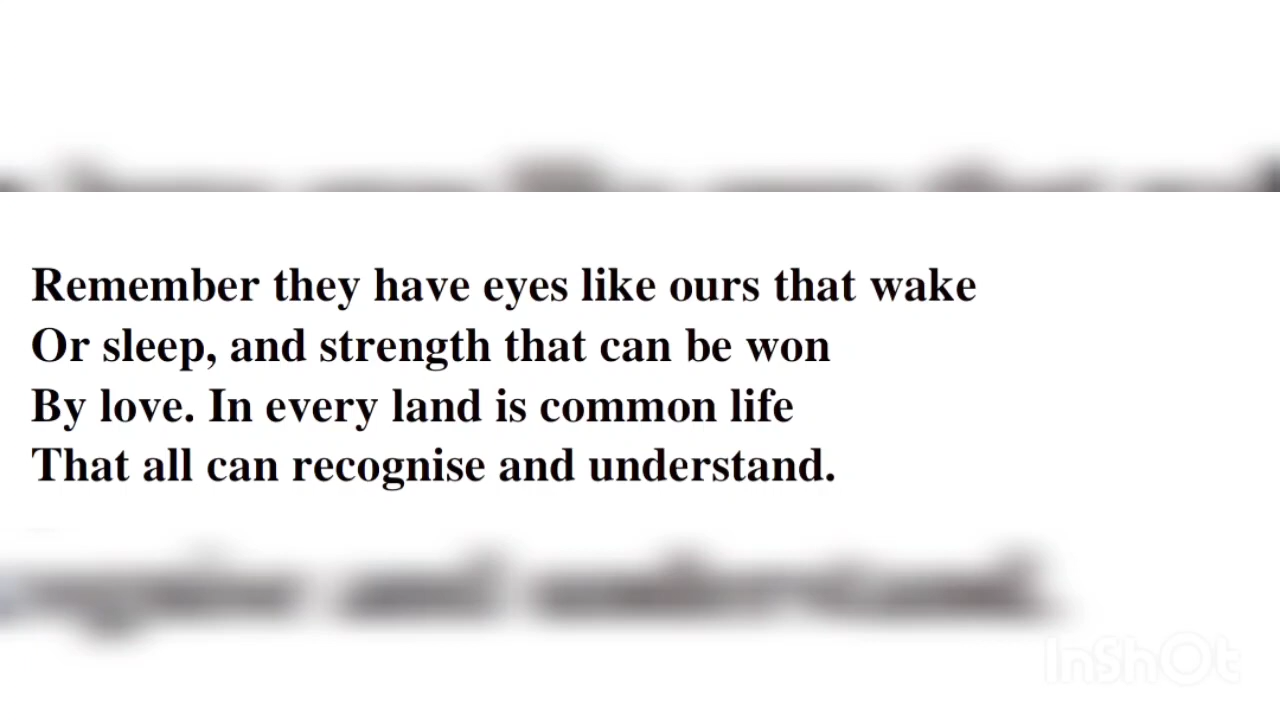 Remember they have eyes like ours that wake
Or sleep, and strength that can be won
By love. In every land is common life
That all can recognise and understand.
InShOt